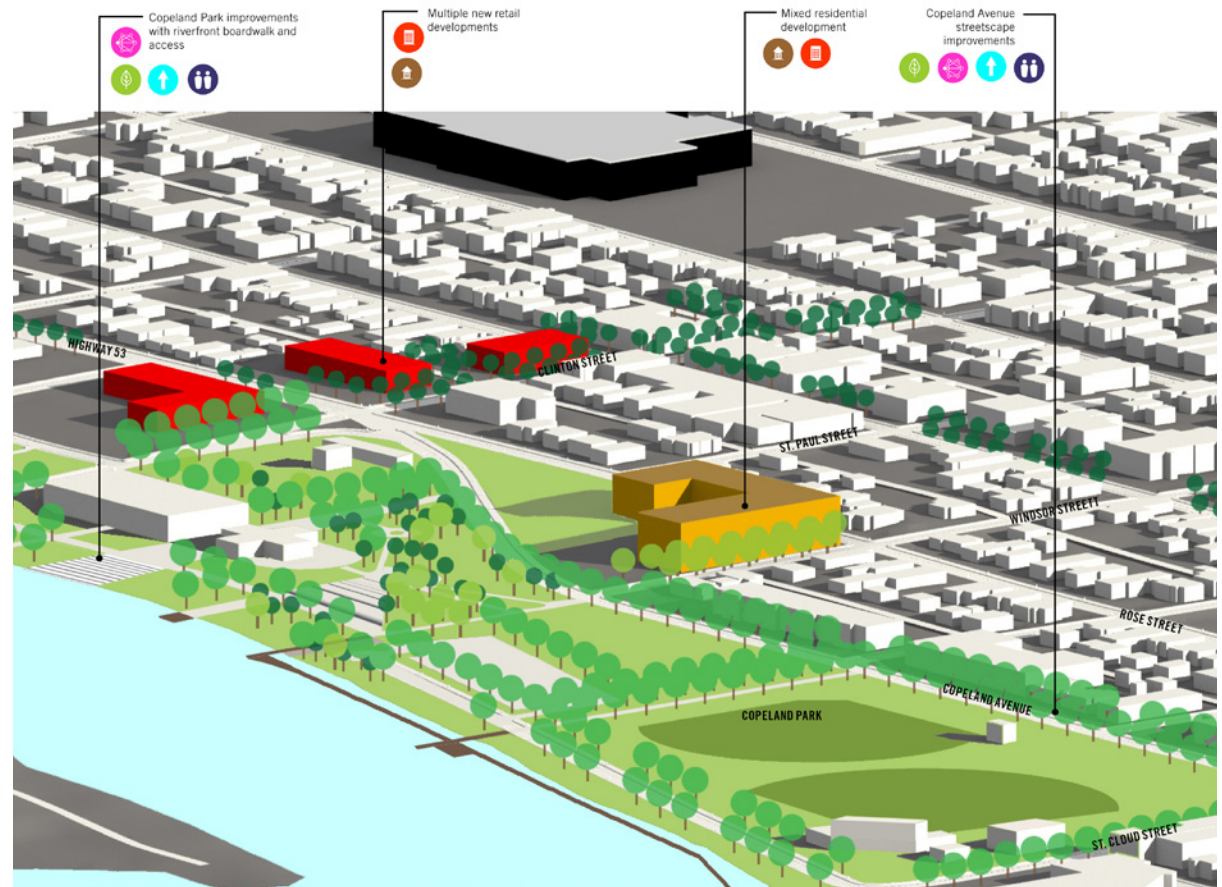 Copeland Park improvements
with riverfront boardwalk and
access
Multiple new retail
developments
Mixed residential
development
Copeland Avenue
streetscape
improvements
HIGHWAY 53
CLINTON STREET
ST. PAUL STREET
WINDSOR STREETT
ROSE STREET
COPELAND AVENUE
COPELAND PARK
ST. CLOUD STREET